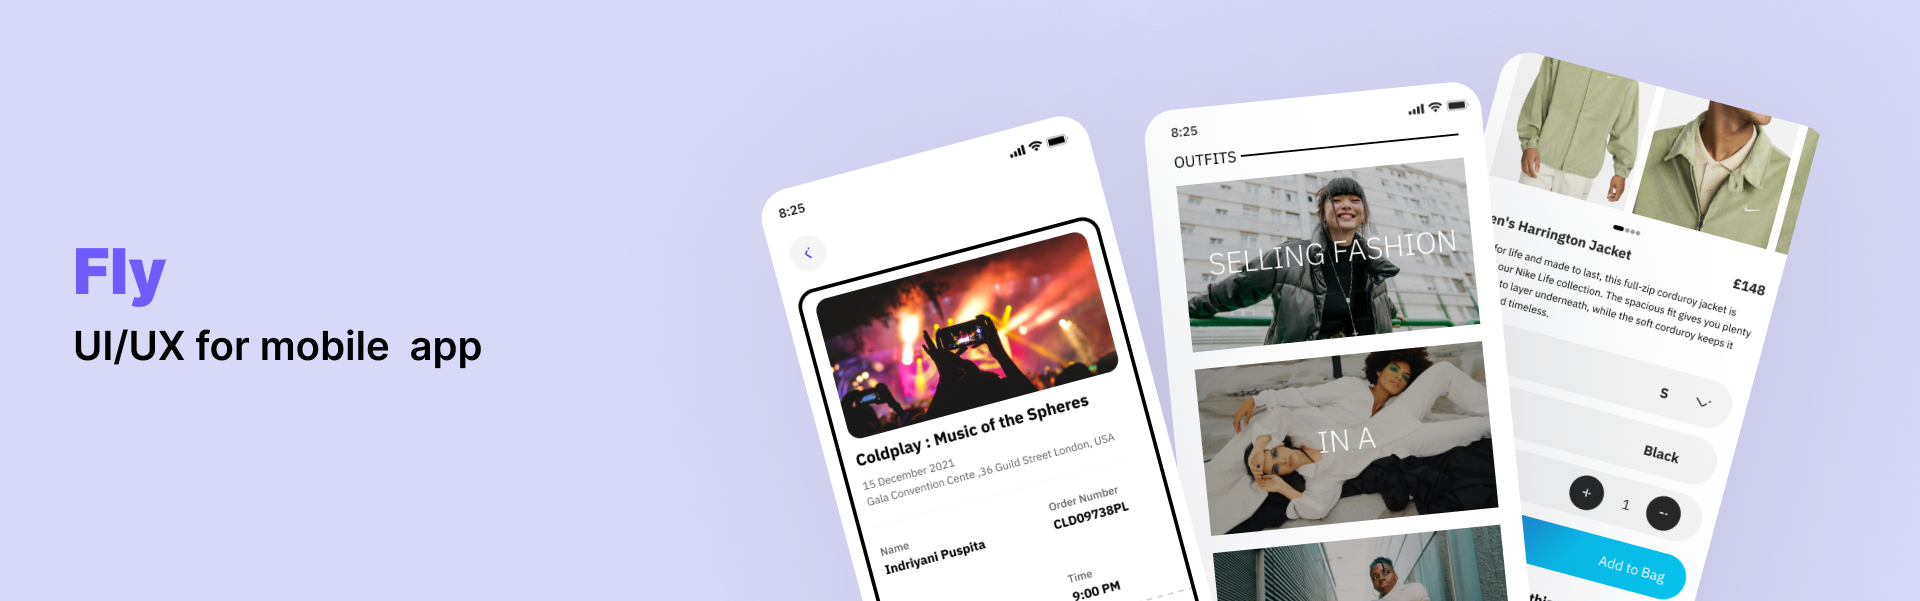 Fly
UI/UX for mobile  app
8:25
Coldplay : Music of the Spheres
15 December 2021
Gala Convention Cente ,36 Guild Street London, USA
Name
Indriyani Puspita
Order Number
CLD09738PL
Time
9:00 PM
8:25
OUTFITS
SELLING FASHION
IN A
en's Harrington Jacket
£148
for life and made to last, this full-zip corduroy jacket is
our Nike Life collection. The spacious fit gives you plenty
to layer underneath, while the soft corduroy keeps it
d timeless.
S
Black
+ 1 -
Add to Bag
this